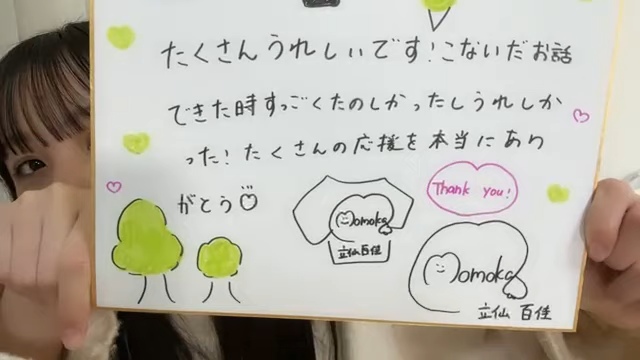 たくさんうれしいです!こないだお話
できた時すっごくたのしかったしうれしか
った!たくさんの応援を本当にあり
がとう
Thank you!
Momoka
立仙百佳
Momoka
立仙 百佳